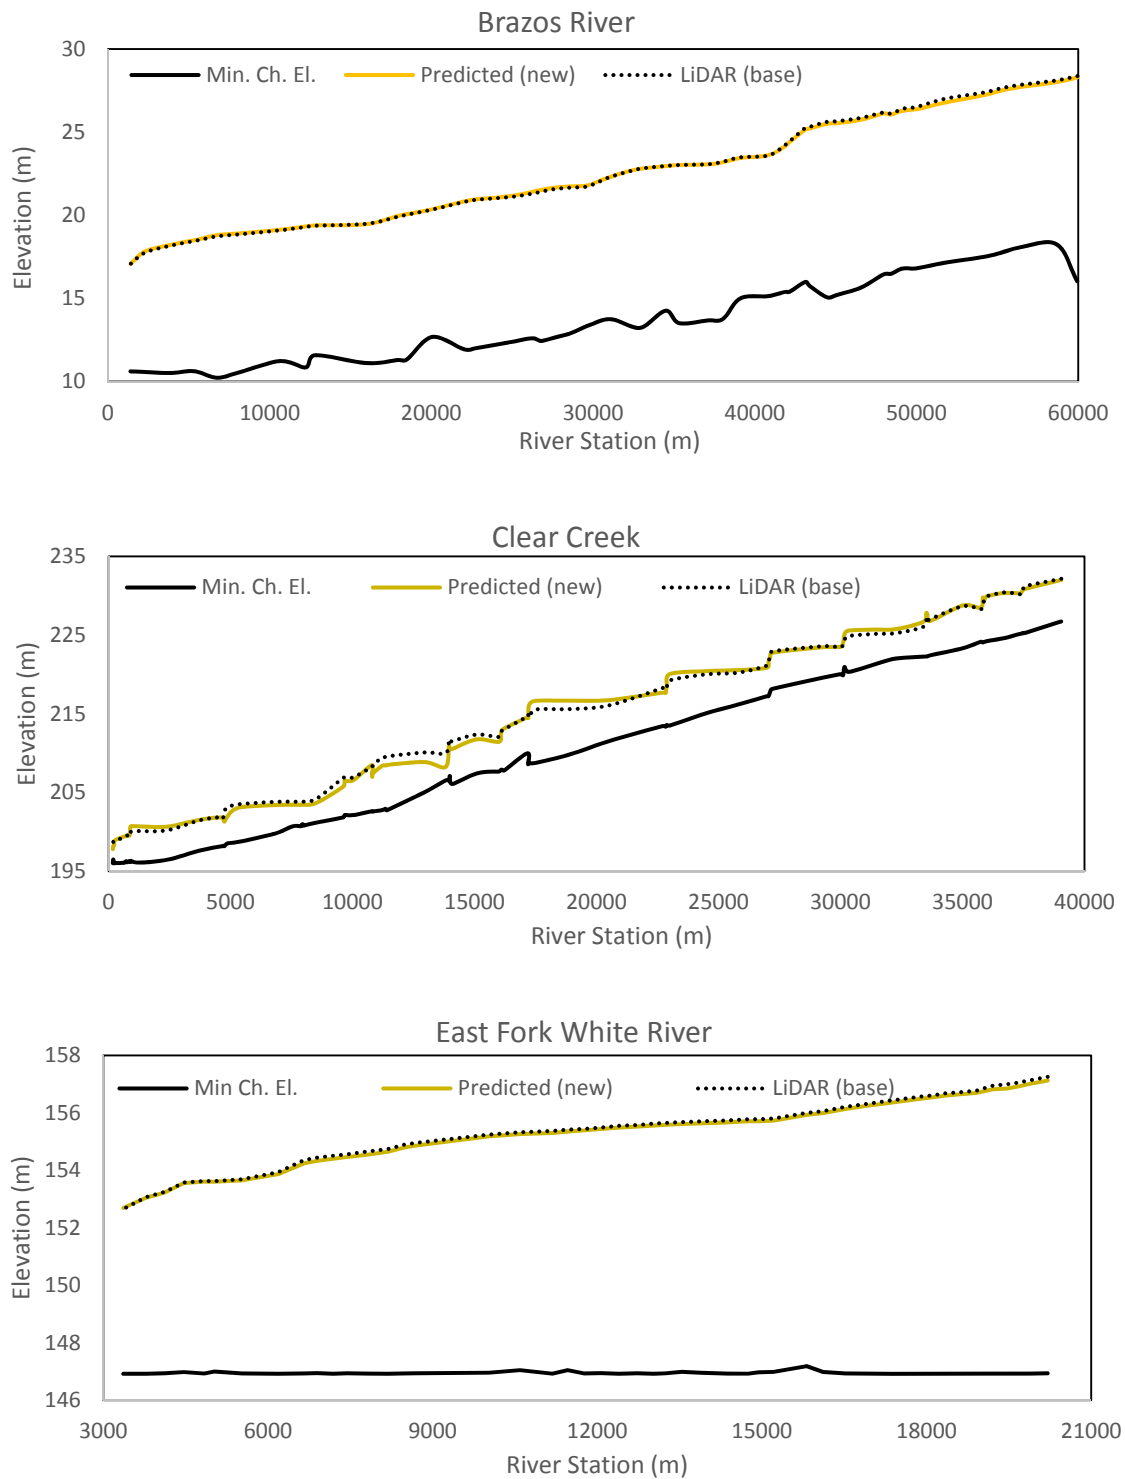 Brazos River
30
Min. Ch. El. Predicted (new) LiDAR (base)
25
20
15
10
Elevation (m)
0 10000 20000 30000 40000 50000 60000
River Station (m)
Clear Creek
235
Min. Ch. El. Predicted (new) LiDAR (base)
225
215
205
195
Elevation (m)
0 5000 10000 15000 20000 25000 30000 35000 40000
River Station (m)
East Fork White River
158
Min Ch. El. Predicted (new) LiDAR (base)
156
154
152
150
148
146
Elevation (m)
3000 6000 9000 12000 15000 18000 21000
River Station (m)